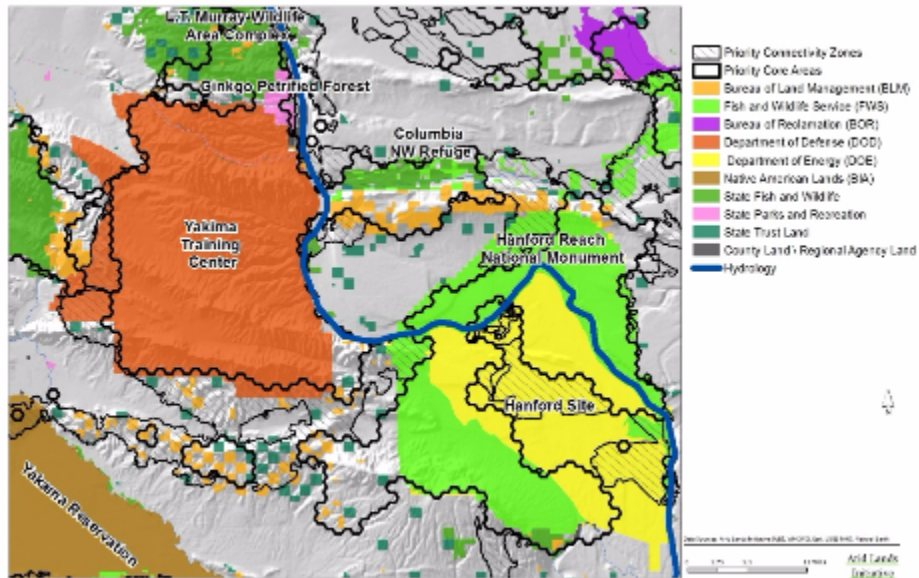 L.T. Murray Wildlife
Area Complex
Ginkgo Petrified Forest
Columbia
NW Refuge
Yakima
Training
Center
Hanford Reach
National Monument
Hanford Site
Yakama Reservation
Priority Connectivity Zones
Priority Core Areas
Bureau of Land Management (BLM)
Fish and Wildlife Service (FWS)
Bureau of Reclamation (BOR)
Department of Defense (DOD)
Department of Energy (DOE)
Native American Lands (BIA)
State Fish and Wildlife
State Parks and Recreation
State Trust Land
County Land \ Regional Agency Land
Hydrology
Arid Lands
Initiative